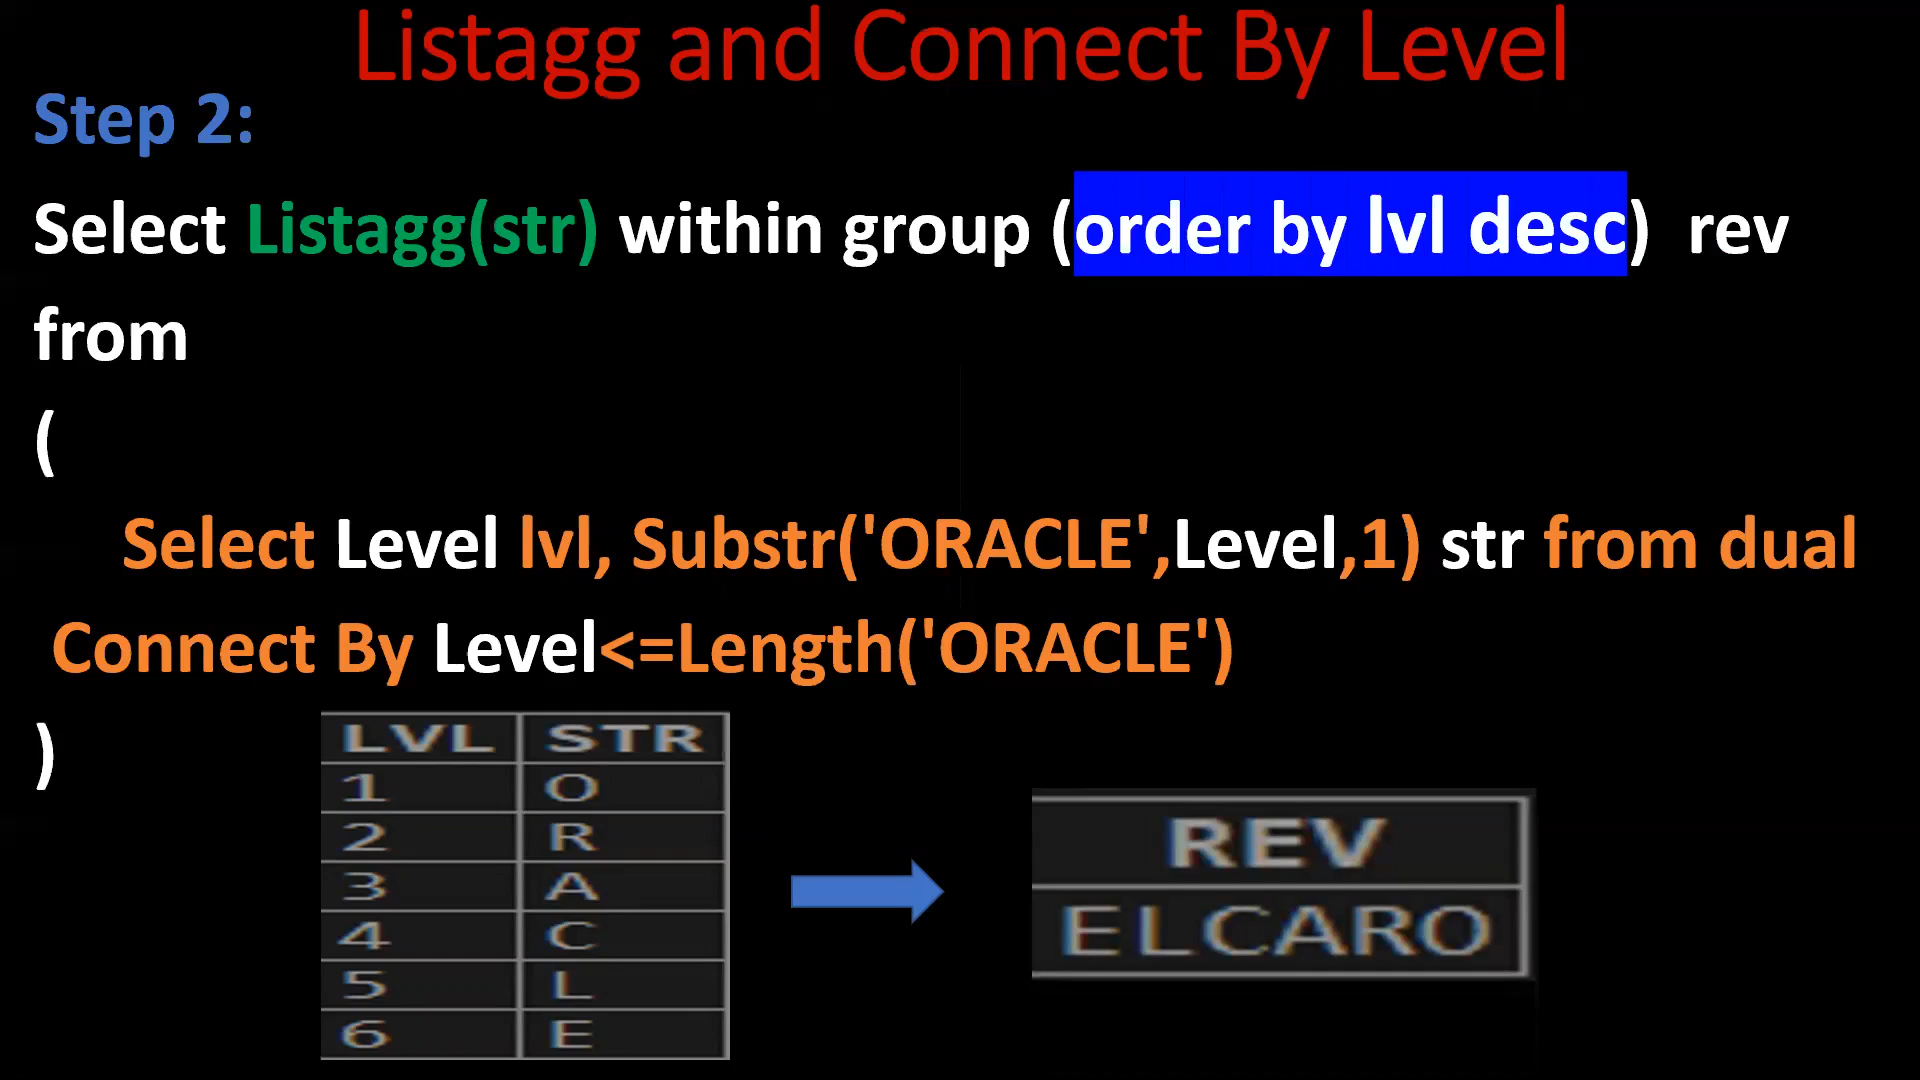 Listagg and Connect By Level
Step 2:
Select Listagg(str) within group (order by lvl desc) rev
from
(
Select Level lvl, Substr('ORACLE',Level,1) str from dual
Connect By Level<=Length('ORACLE')
)
LVL STR
1 O
2 R
3 A
4 C
5 L
6 E
REV
ELCARO